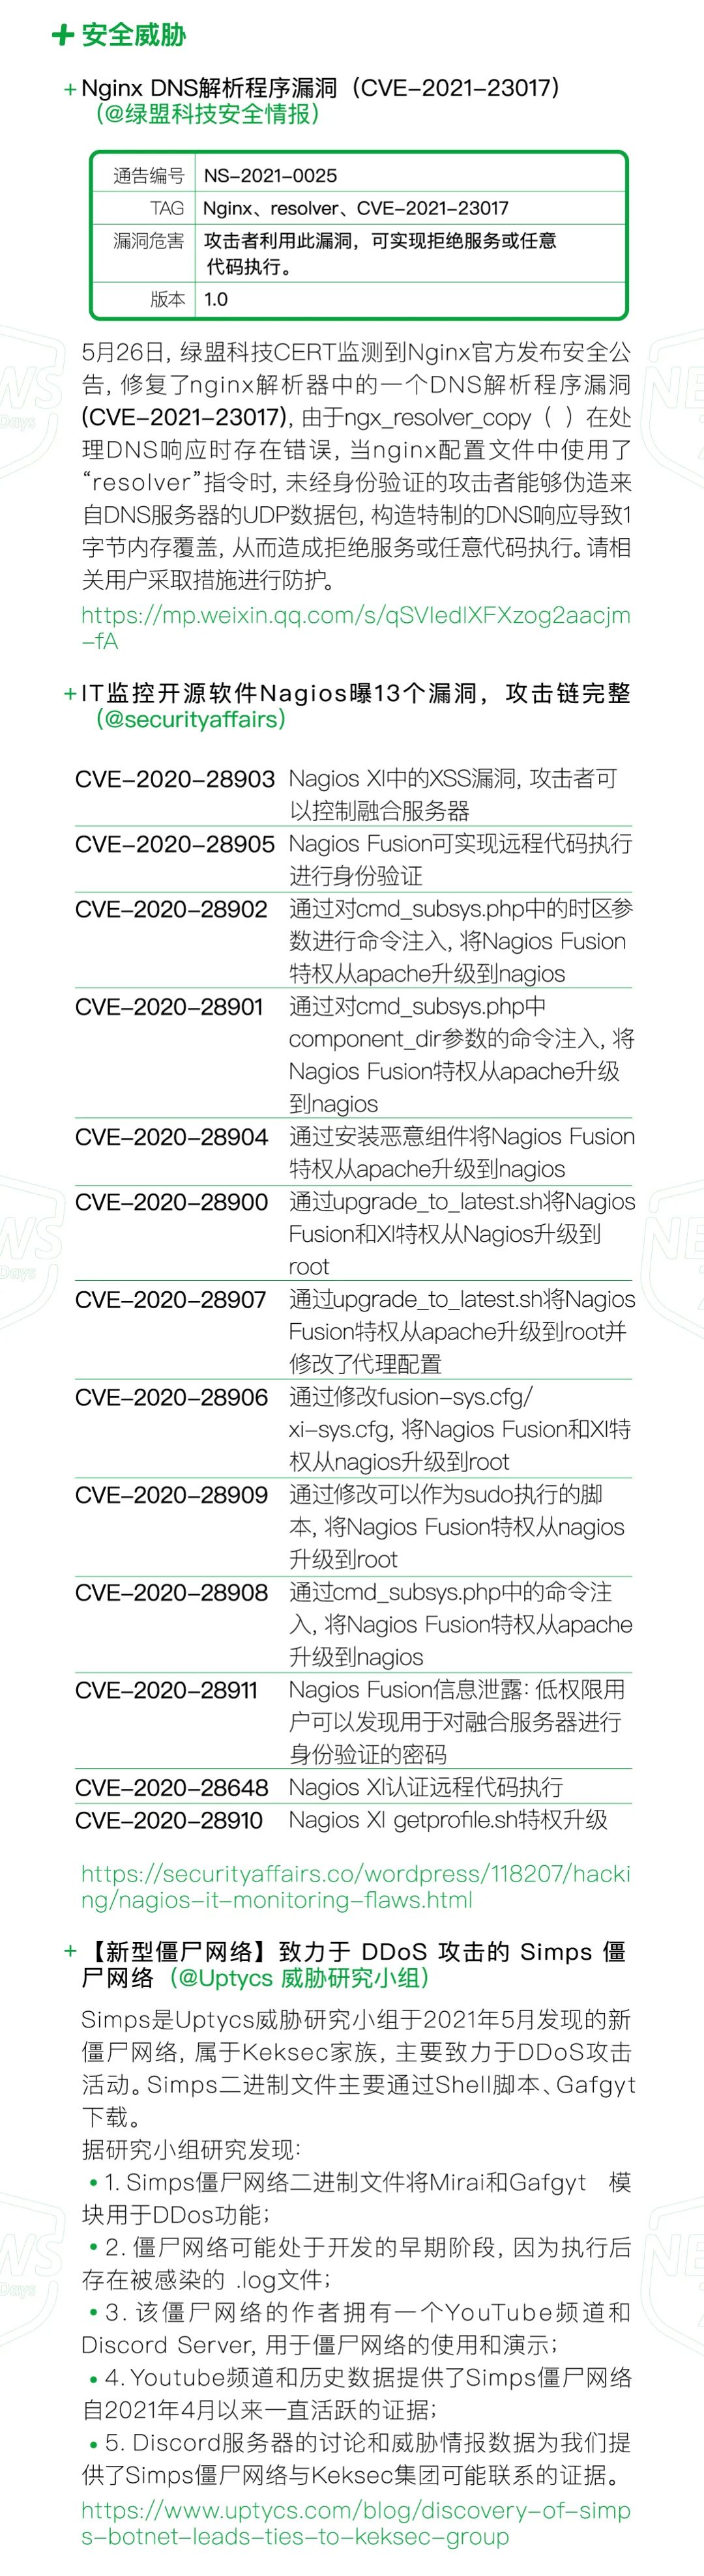 + 安全威胁
+ Nginx DNS解析程序漏洞（CVE-2021-23017）
（@绿盟科技安全情报）
通告编号 NS-2021-0025
TAG Nginx、resolver、CVE-2021-23017
漏洞危害 攻击者利用此漏洞，可实现拒绝服务或任意
代码执行。
版本 1.0
5月26日，绿盟科技CERT监测到Nginx官方发布安全公
告，修复了nginx解析器中的一个DNS解析程序漏洞
(CVE-2021-23017)，由于ngx_resolver_copy（ ）在处
理DNS响应时存在错误，当nginx配置文件中使用了
“resolver”指令时，未经身份验证的攻击者能够伪造来
自DNS服务器的UDP数据包，构造特制的DNS响应导致1
字节内存覆盖，从而造成拒绝服务或任意代码执行。请相
关用户采取措施进行防护。
https://mp.weixin.qq.com/s/qSVIedIXFXzog2aacjm
-fA
+ IT监控开源软件Nagios曝13个漏洞，攻击链完整
（@securityaffairs）
CVE-2020-28903 Nagios XI中的XSS漏洞，攻击者可
以控制融合服务器
CVE-2020-28905 Nagios Fusion可实现远程代码执行
进行身份验证
CVE-2020-28902 通过对cmd_subsys.php中的时区参
数进行命令注入，将Nagios Fusion
特权从apache升级到nagios
CVE-2020-28901 通过对cmd_subsys.php中
component_dir参数的命令注入，将
Nagios Fusion特权从apache升级
到nagios
CVE-2020-28904 通过安装恶意组件将Nagios Fusion
特权从apache升级到nagios
CVE-2020-28900 通过upgrade_to_latest.sh将Nagios
Fusion和XI特权从Nagios升级到
root
CVE-2020-28907 通过upgrade_to_latest.sh将Nagios
Fusion特权从apache升级到root并
修改了代理配置
CVE-2020-28906 通过修改fusion-sys.cfg/
xi-sys.cfg，将Nagios Fusion和XI特
权从nagios升级到root
CVE-2020-28909 通过修改可以作为sudo执行的脚
本，将Nagios Fusion特权从nagios
升级到root
CVE-2020-28908 通过cmd_subsys.php中的命令注
入，将Nagios Fusion特权从apache
升级到nagios
CVE-2020-28911 Nagios Fusion信息泄露：低权限用
户可以发现用于对融合服务器进行
身份验证的密码
CVE-2020-28648 Nagios XI认证远程代码执行
CVE-2020-28910 Nagios XI getprofile.sh特权升级
https://securityaffairs.co/wordpress/118207/hacki
ng/nagios-it-monitoring-flaws.html
+ 【新型僵尸网络】致力于 DDoS 攻击的 Simps 僵
尸网络（@Uptycs 威胁研究小组）
Simps是Uptycs威胁研究小组于2021年5月发现的新
僵尸网络，属于Keksec家族，主要致力于DDoS攻击
活动。Simps二进制文件主要通过Shell脚本、Gafgyt
下载。
据研究小组研究发现：
• 1. Simps僵尸网络二进制文件将Mirai和Gafgyt 模
块用于DDos功能；
• 2. 僵尸网络可能处于开发的早期阶段，因为执行后
存在被感染的 .log文件；
• 3. 该僵尸网络的作者拥有一个YouTube频道和
Discord Server，用于僵尸网络的使用和演示；
• 4. Youtube频道和历史数据提供了Simps僵尸网络
自2021年4月以来一直活跃的证据；
• 5. Discord服务器的讨论和威胁情报数据为我们提
供了Simps僵尸网络与Keksec集团可能联系的证据。
https://www.uptycs.com/blog/discovery-of-simp
s-botnet-leads-ties-to-keksec-group